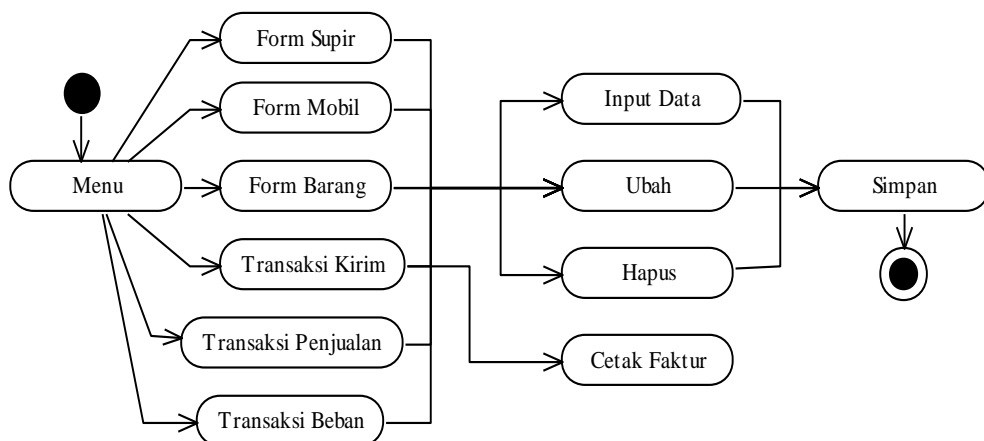 Menu
Form Supir
Form Mobil
Form Barang
Transaksi Kirim
Transaksi Penjualan
Transaksi Beban
Input Data
Ubah
Hapus
Cetak Faktur
Simpan